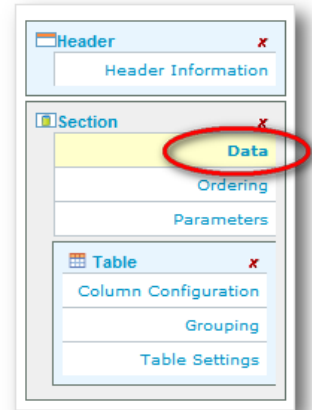 Header x
Header Information
Section x
Data
Ordering
Parameters
Table x
Column Configuration
Grouping
Table Settings